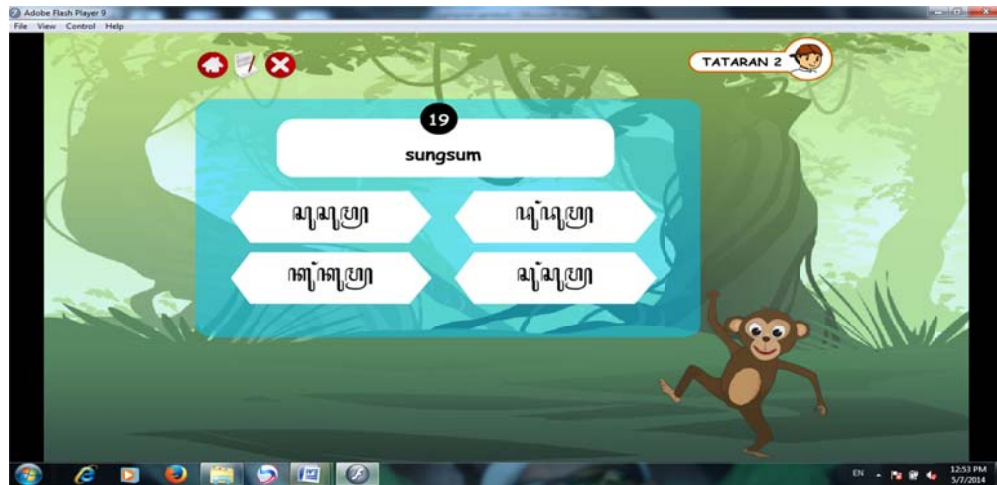 Adobe Flash Player 9
File View Control Help
TATARAN 2
19
sungsum
ꦱꦸꦱꦸꦩ꧀
ꦱꦸꦁꦱꦸꦩ꧀
EN
12:53 PM
5/7/2014